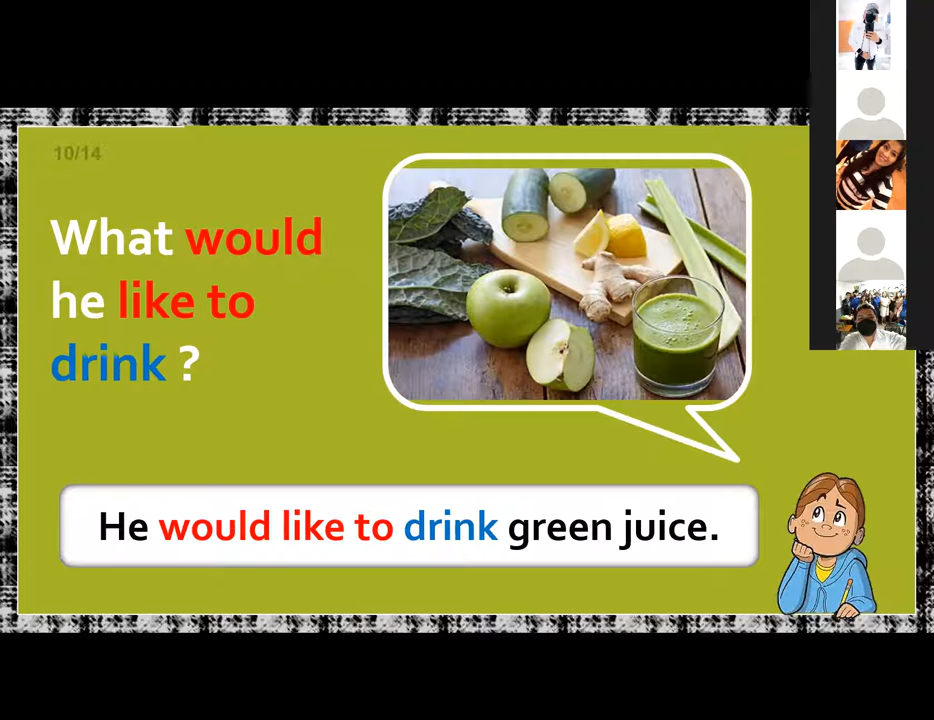 10/14
What would
he like to
drink ?
He would like to drink green juice.